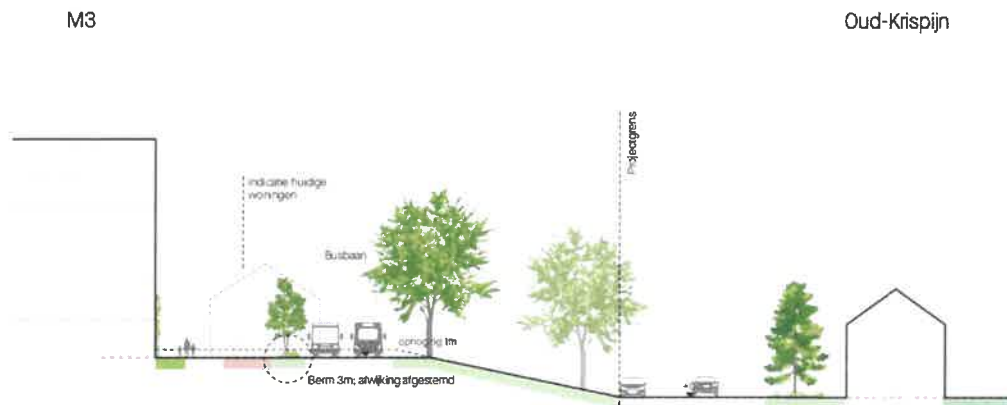 M3
Oud-Krispijn
Projectgrens
indicatie huidige
woningen
Busbaan
ophoging 1m
Berm 3m; afwijking afgestemd